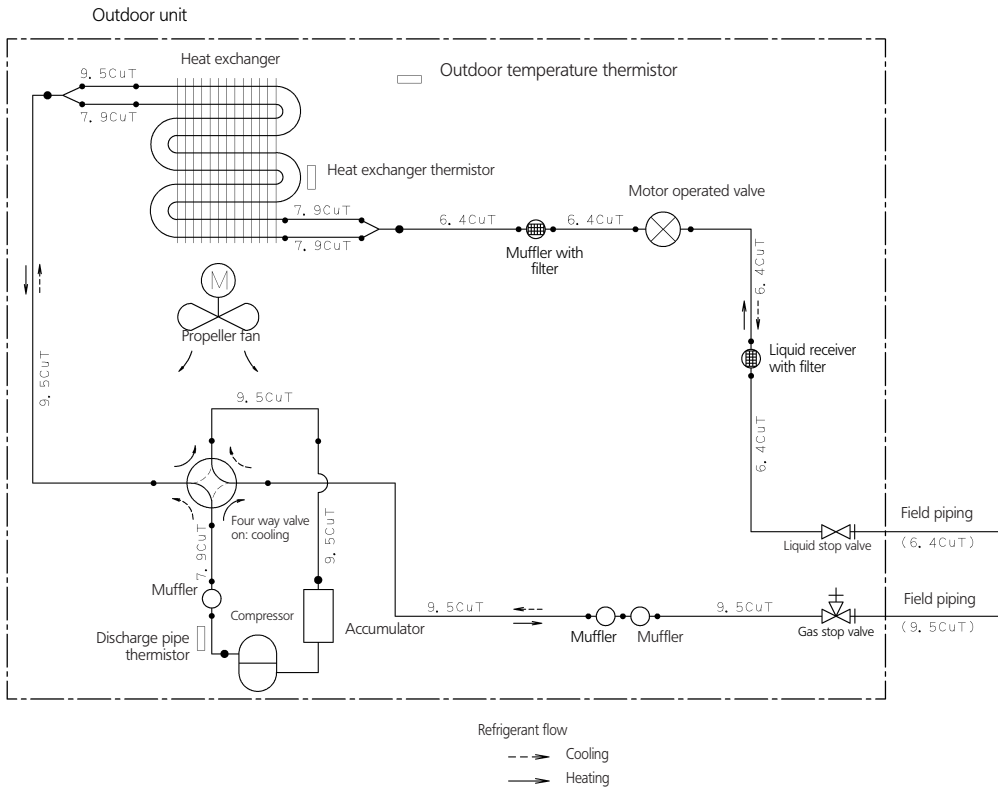 Outdoor unit
Heat exchanger
9. 5CuT
7. 9CuT
Outdoor temperature thermistor
Heat exchanger thermistor
7. 9CuT
7. 9CuT
6. 4CuT
6. 4CuT
Muffler with
filter
Motor operated valve
6. 4CuT
Liquid receiver
with filter
6. 4CuT
M
Propeller fan
9. 5CuT
9. 5CuT
Four way valve
on: cooling
7. 9CuT
9. 5CuT
Muffler
Compressor
Accumulator
Discharge pipe
thermistor
9. 5CuT
Muffler
Muffler
9. 5CuT
Liquid stop valve
Field piping
(6. 4CuT)
Gas stop valve
Field piping
(9. 5CuT)
Refrigerant flow
Cooling
Heating